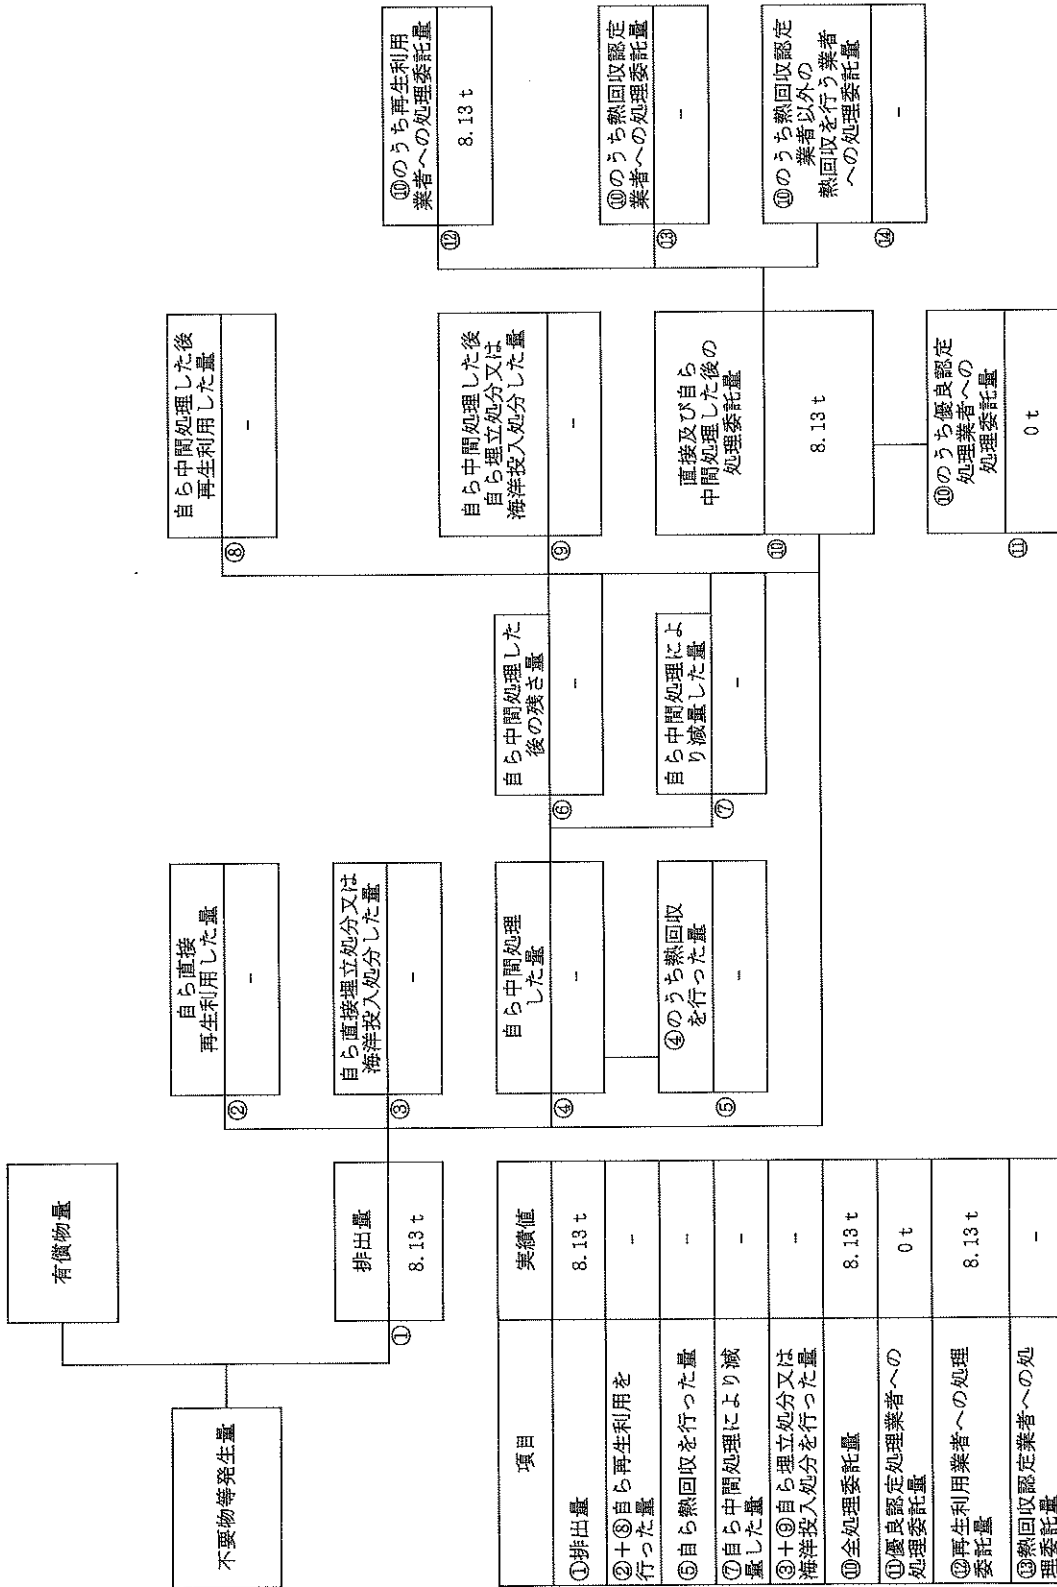 有償物量
不要物等発生量
排出量
①
8.13 t
自ら直接
再生利用した量
②
-
自ら直接埋立処分又は
海洋投入処分した量
③
-
自ら中間処理
した量
④
-
④のうち熱回収
を行った量
⑤
-
自ら中間処理した
後の残さ量
⑥
-
自ら中間処理によ
り減量した量
⑦
-
自ら中間処理した後
再生利用した量
⑧
-
自ら中間処理した後
自ら埋立処分又は
海洋投入処分した量
⑨
-
直接及び自ら
中間処理した後の
処理委託量
⑩
8.13 t
⑩のうち優良認定
処理業者への
処理委託量
⑪
0 t
⑩のうち再生利用
業者への処理委託量
⑫
8.13 t
⑩のうち熱回収認定
業者への処理委託量
⑬
-
⑩のうち熱回収認定
業者以外の
熱回収を行う業者
への処理委託量
⑭
-
項目 実績値
①排出量 8.13 t
②+⑧自ら再生利用を
行った量 -
⑤自ら熱回収を行った量 -
⑦自ら中間処理により減
量した量 -
③+⑨自ら埋立処分又は
海洋投入処分を行った量 -
⑩全処理委託量 8.13 t
⑪優良認定処理業者への
処理委託量 0 t
⑫再生利用業者への処理
委託量 8.13 t
⑬熱回収認定業者への処
理委託量 -